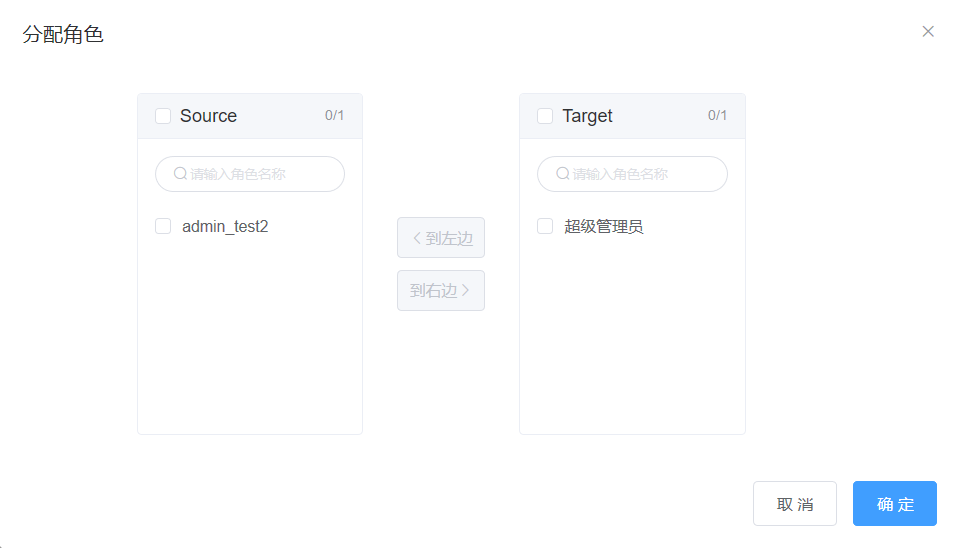 分配角色
Source 0/1
请输入角色名称
admin_test2
到左边
到右边
Target 0/1
请输入角色名称
超级管理员
取消
确定